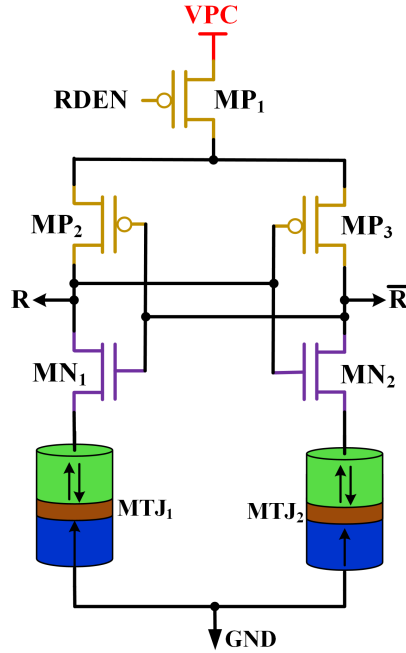 VPC
RDEN
MP₁
MP₂
MP₃
R
R̅
MN₁
MN₂
MTJ₁
MTJ₂
GND